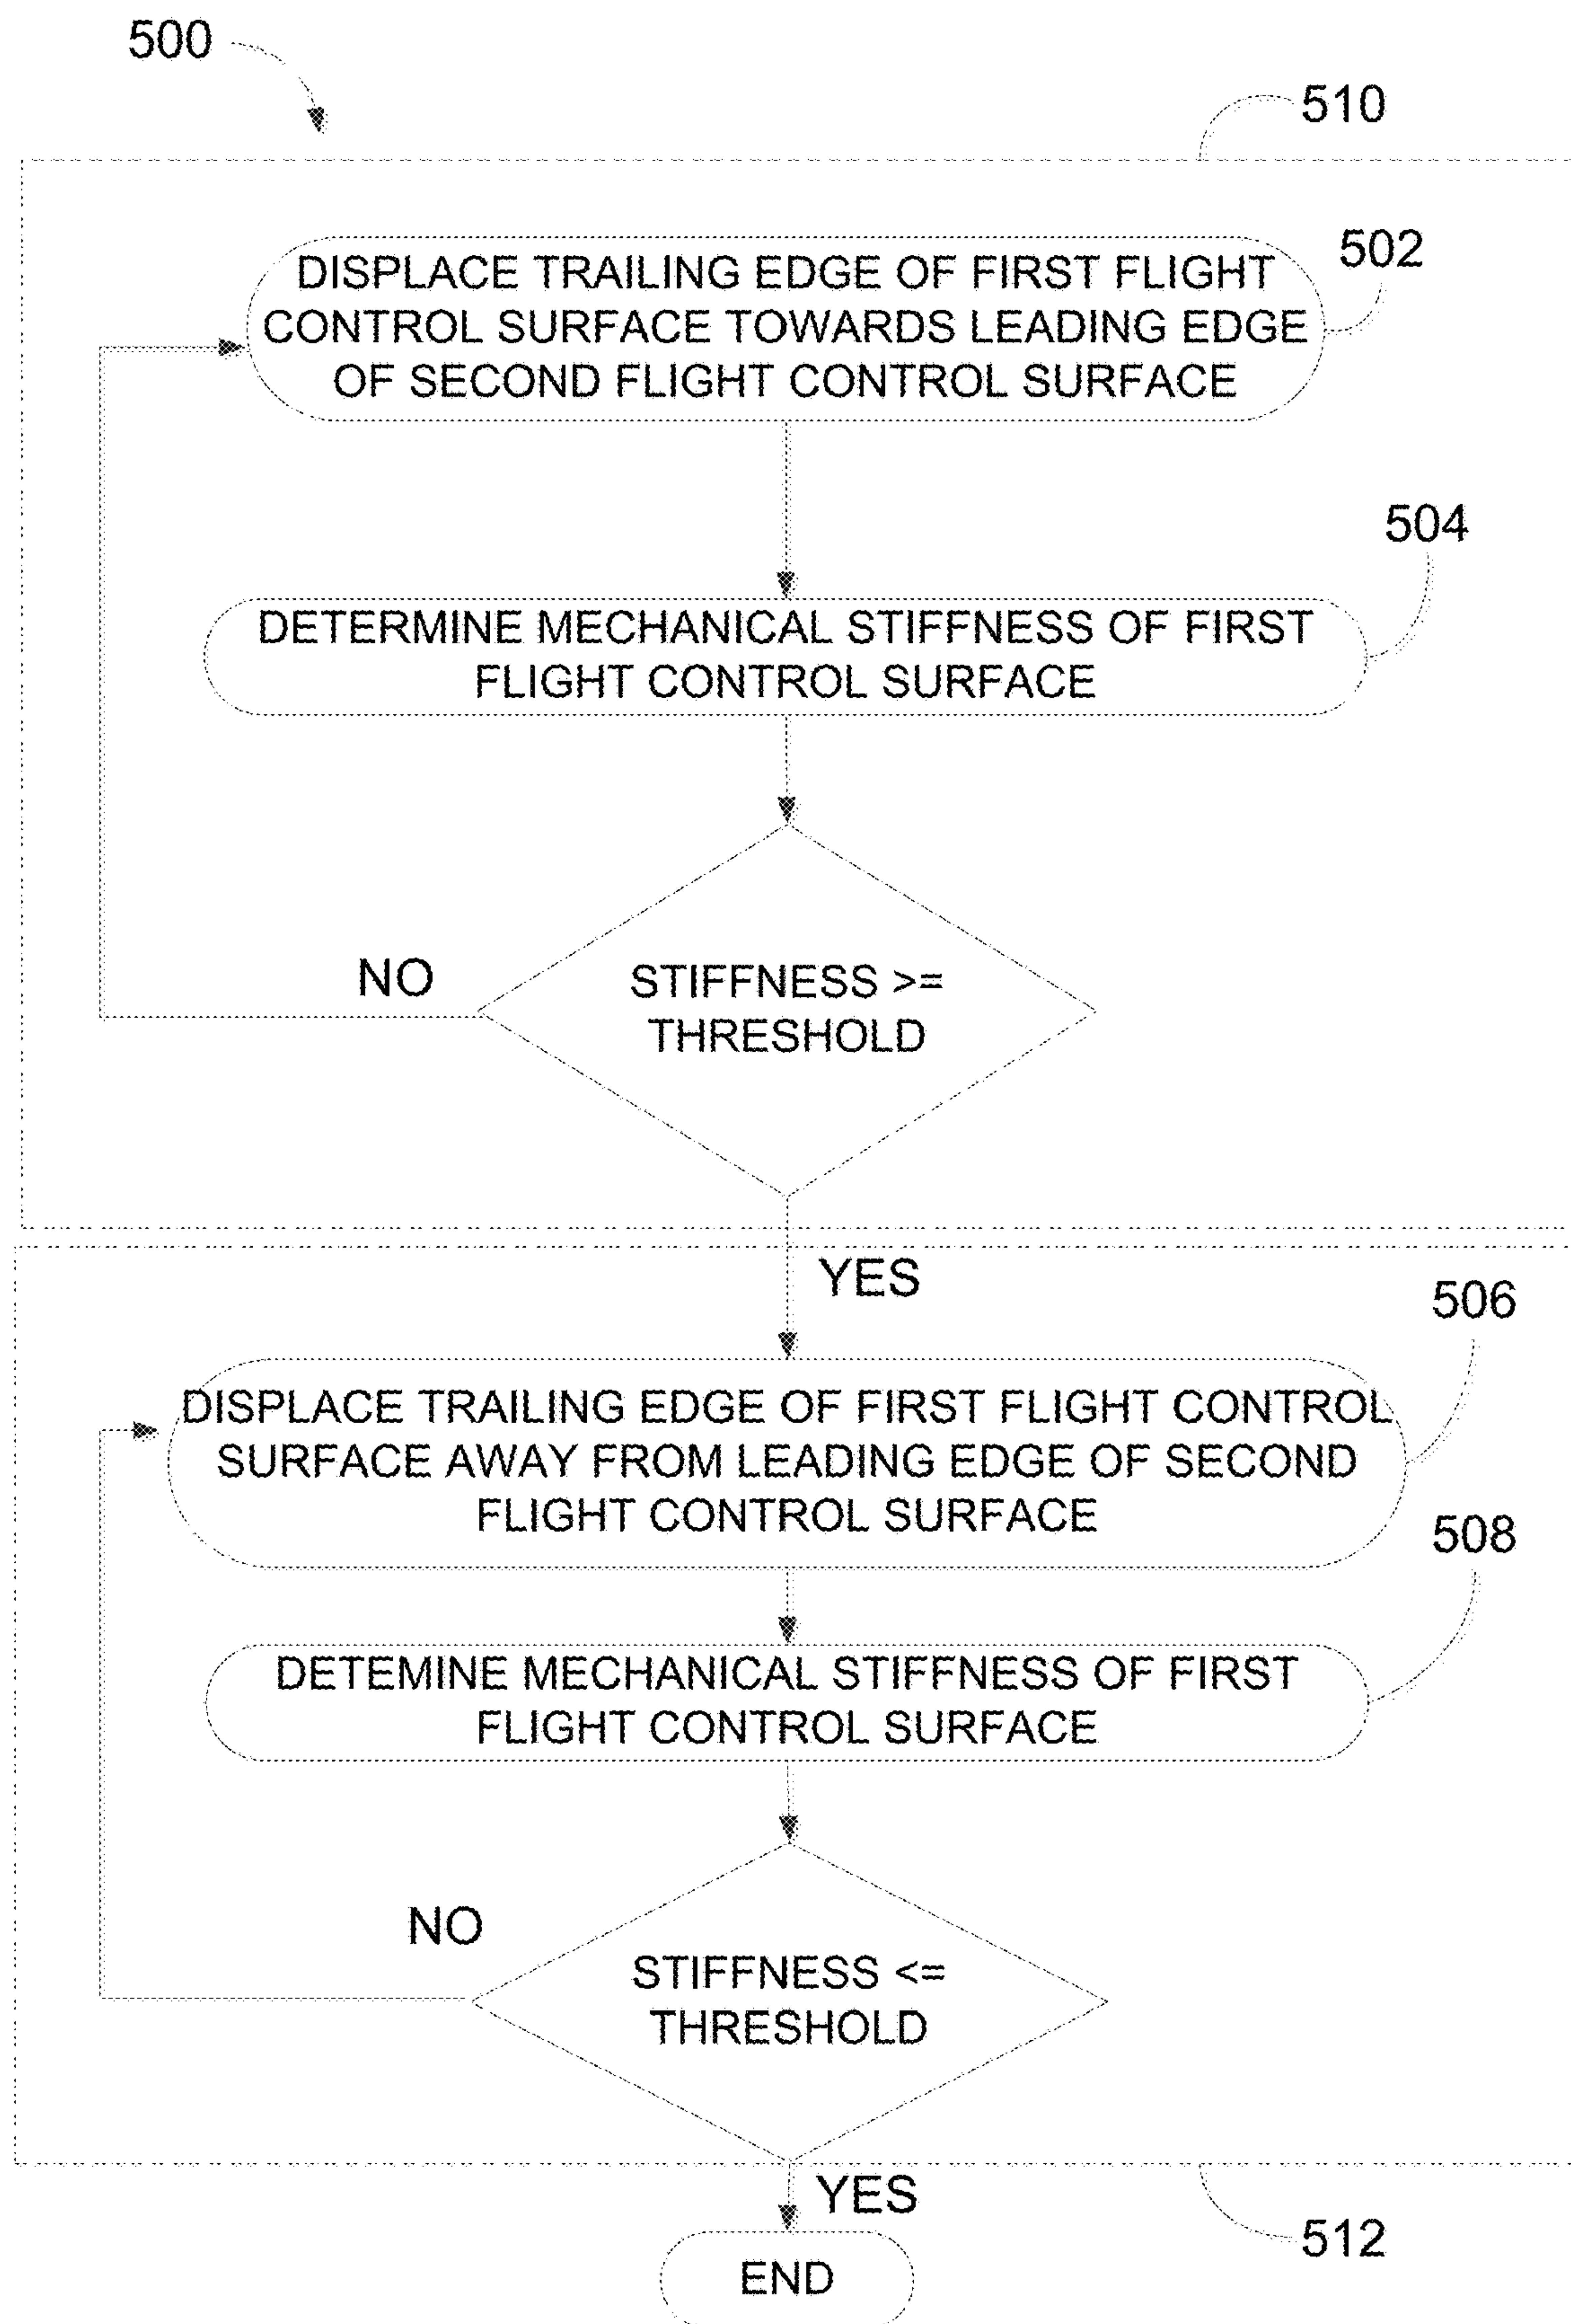 500
510
502
DISPLACE TRAILING EDGE OF FIRST FLIGHT
CONTROL SURFACE TOWARDS LEADING EDGE
OF SECOND FLIGHT CONTROL SURFACE
504
DETERMINE MECHANICAL STIFFNESS OF FIRST
FLIGHT CONTROL SURFACE
NO
STIFFNESS >=
THRESHOLD
YES
506
DISPLACE TRAILING EDGE OF FIRST FLIGHT CONTROL
SURFACE AWAY FROM LEADING EDGE OF SECOND
FLIGHT CONTROL SURFACE
508
DETEMINE MECHANICAL STIFFNESS OF FIRST
FLIGHT CONTROL SURFACE
NO
STIFFNESS <=
THRESHOLD
YES
512
END